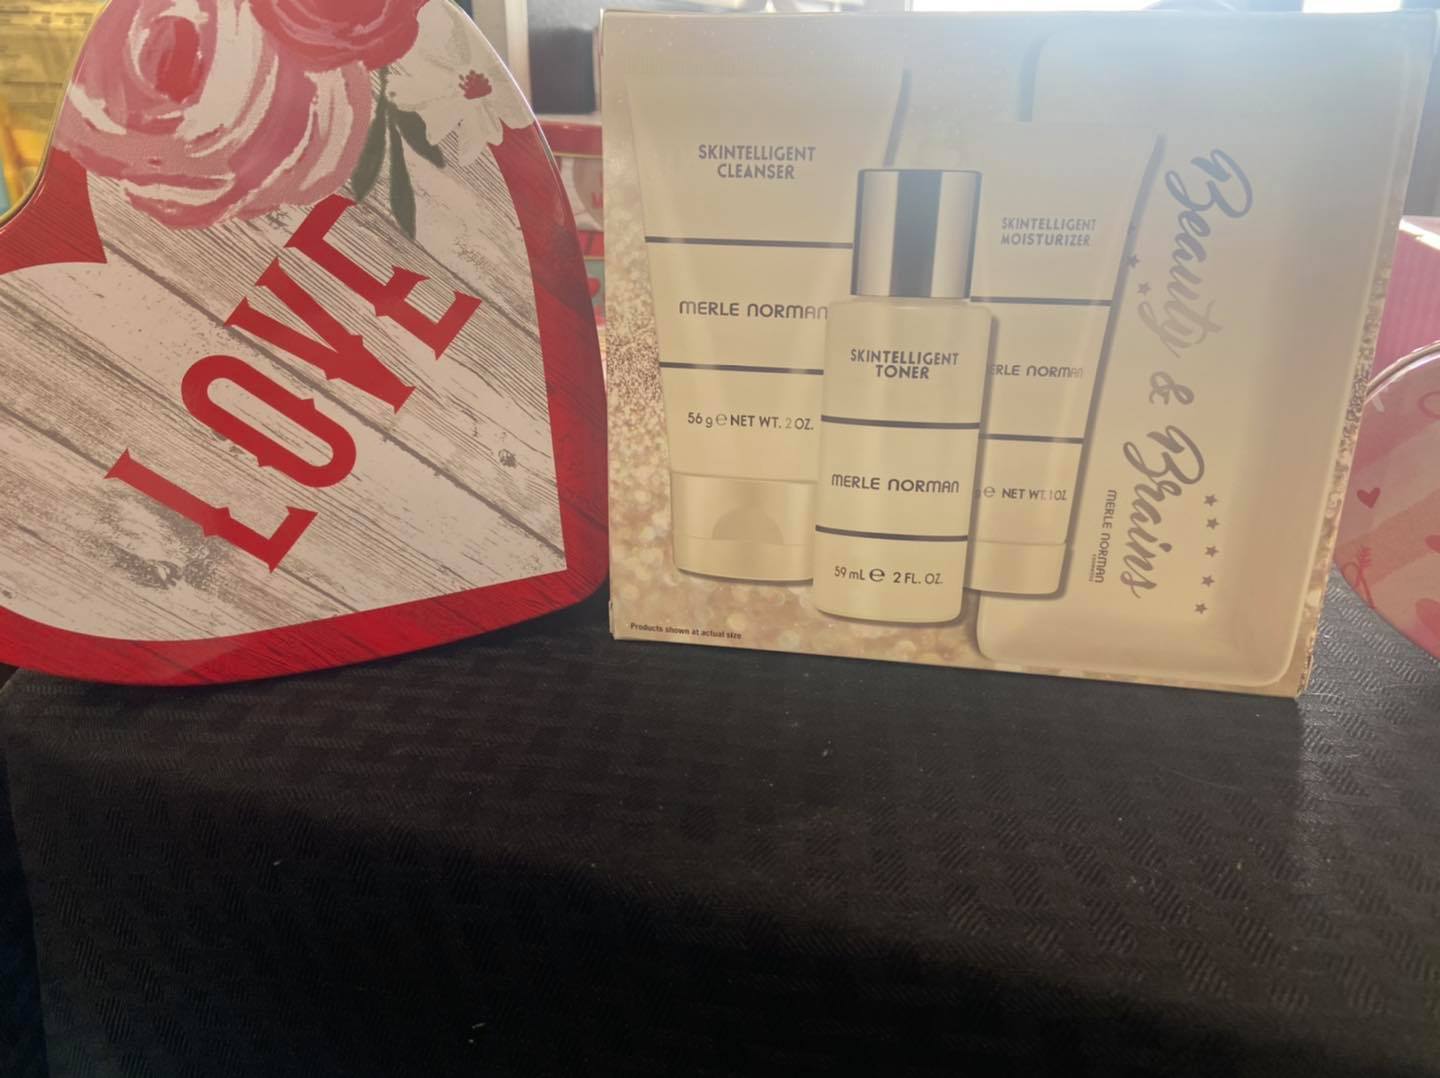 LOVE
SKINTELLIGENT
CLEANSER
MERLE NORMAN
56 g e NET WT. 2 OZ.
SKINTELLIGENT
TONER
MERLE NORMAN
59 mL e 2 FL. OZ.
SKINTELLIGENT
MOISTURIZER
ERLE NORMAN
e NET WT. 1 OZ.
Beauty & Brains
MERLE NORMAN
Products shown at actual size